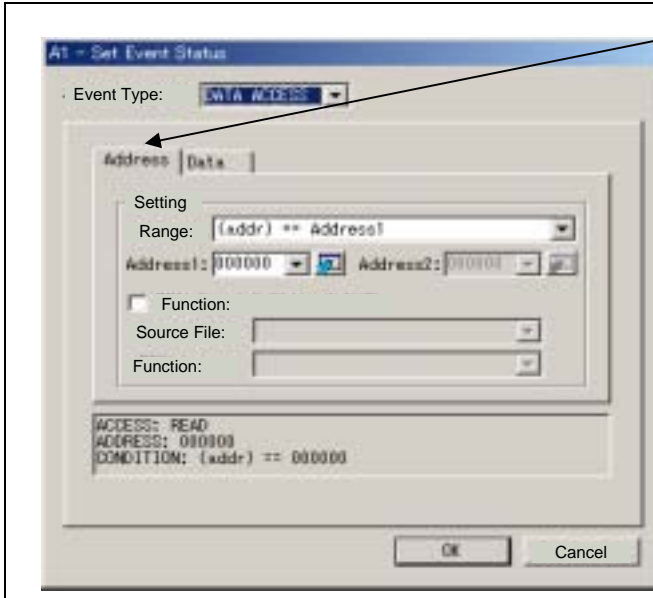 A1 - Set Event Status
Event Type: DATA ACCESS
Address Data
Setting
Range: (addr) == Address1
Address1: 000000 Address2: 000000
Function:
Source File:
Function:
ACCESS: READ
ADDRESS: 000000
CONDITION: (addr) == 000000
OK Cancel